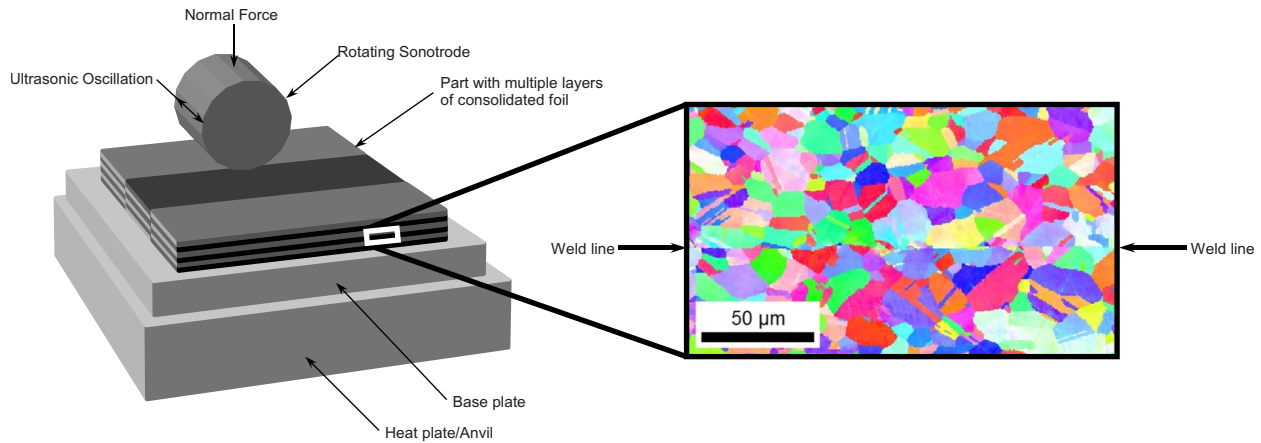 Normal Force
Rotating Sonotrode
Ultrasonic Oscillation
Part with multiple layers
of consolidated foil
Weld line
Weld line
50 µm
Base plate
Heat plate/Anvil